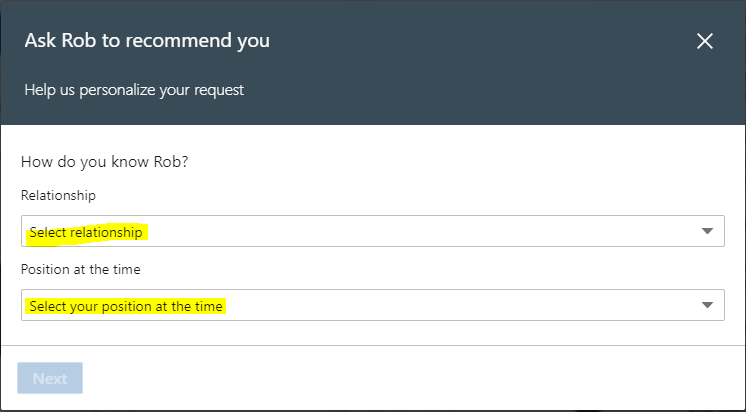 Ask Rob to recommend you
Help us personalize your request
How do you know Rob?
Relationship
Select relationship
Position at the time
Select your position at the time
Next